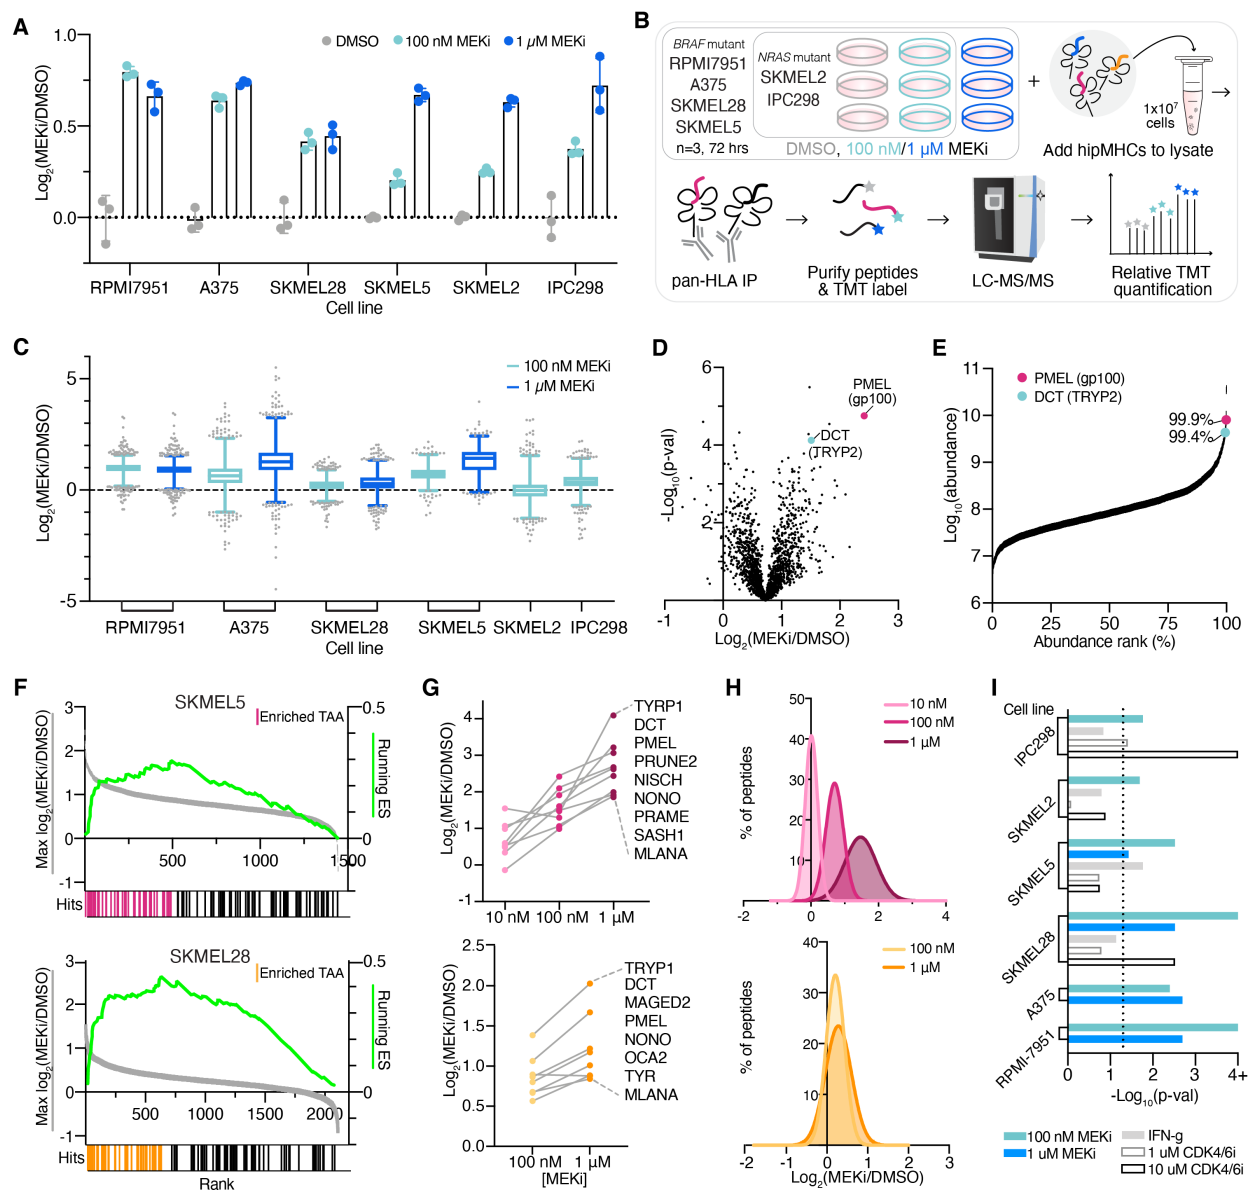 A
1.0
0.5
0.0
Log2(MEKi/DMSO)
DMSO
100 nM MEKi
1 µM MEKi
RPMI7951
A375
SKMEL28
SKMEL5
SKMEL2
IPC298
Cell line
B
BRAF mutant
RPMI7951
A375
SKMEL28
SKMEL5
n=3, 72 hrs
NRAS mutant
SKMEL2
IPC298
DMSO, 100 nM/1 µM MEKi
+
1x10⁷
cells
Add hipMHCs to lysate
pan-HLA IP
Purify peptides
& TMT label
LC-MS/MS
Relative TMT
quantification
C
5
0
-5
Log2(MEKi/DMSO)
100 nM MEKi
1 µM MEKi
RPMI7951
A375
SKMEL28
SKMEL5
SKMEL2
IPC298
Cell line
D
6
4
2
-Log10(p-val)
PMEL
(gp100)
DCT
(TRYP2)
-1
0
1
2
3
Log2(MEKi/DMSO)
E
PMEL (gp100)
DCT (TRYP2)
11
10
9
8
7
6
Log10(abundance)
99.9%
99.4%
0
25
50
75
100
Abundance rank (%)
F
SKMEL5
Enriched TAA
3
2
1
0
-1
Max log2(MEKi/DMSO)
0.5
0
-0.5
Running
ES
500
1000
1500
Hits
SKMEL28
Enriched TAA
3
2
1
0
-1
Max log2(MEKi/DMSO)
0.5
0
-0.5
Running
ES
500
1000
1500
2000
Hits
Rank
G
4
3
2
1
0
-1
Log2(MEKi/DMSO)
TYRP1
DCT
PMEL
PRUNE2
NISCH
NONO
PRAME
SASH1
MLANA
10 nM
100 nM
1 µM
2.5
2.0
1.5
1.0
0.5
0.0
Log2(MEKi/DMSO)
TRYP1
DCT
MAGED2
PMEL
NONO
OCA2
TYR
MLANA
100 nM
1 µM
[MEKi]
H
50
40
30
20
10
% of peptides
10 nM
100 nM
1 µM
-2
0
2
4
40
30
20
10
% of peptides
100 nM
1 µM
-2
-1
0
1
2
3
Log2(MEKi/DMSO)
I
Cell line
IPC298
SKMEL2
SKMEL5
SKMEL28
A375
RPMI-7951
0
1
2
3
4+
-Log10(p-val)
100 nM MEKi
1 uM MEKi
IFN-g
1 uM CDK4/6i
10 uM CDK4/6i